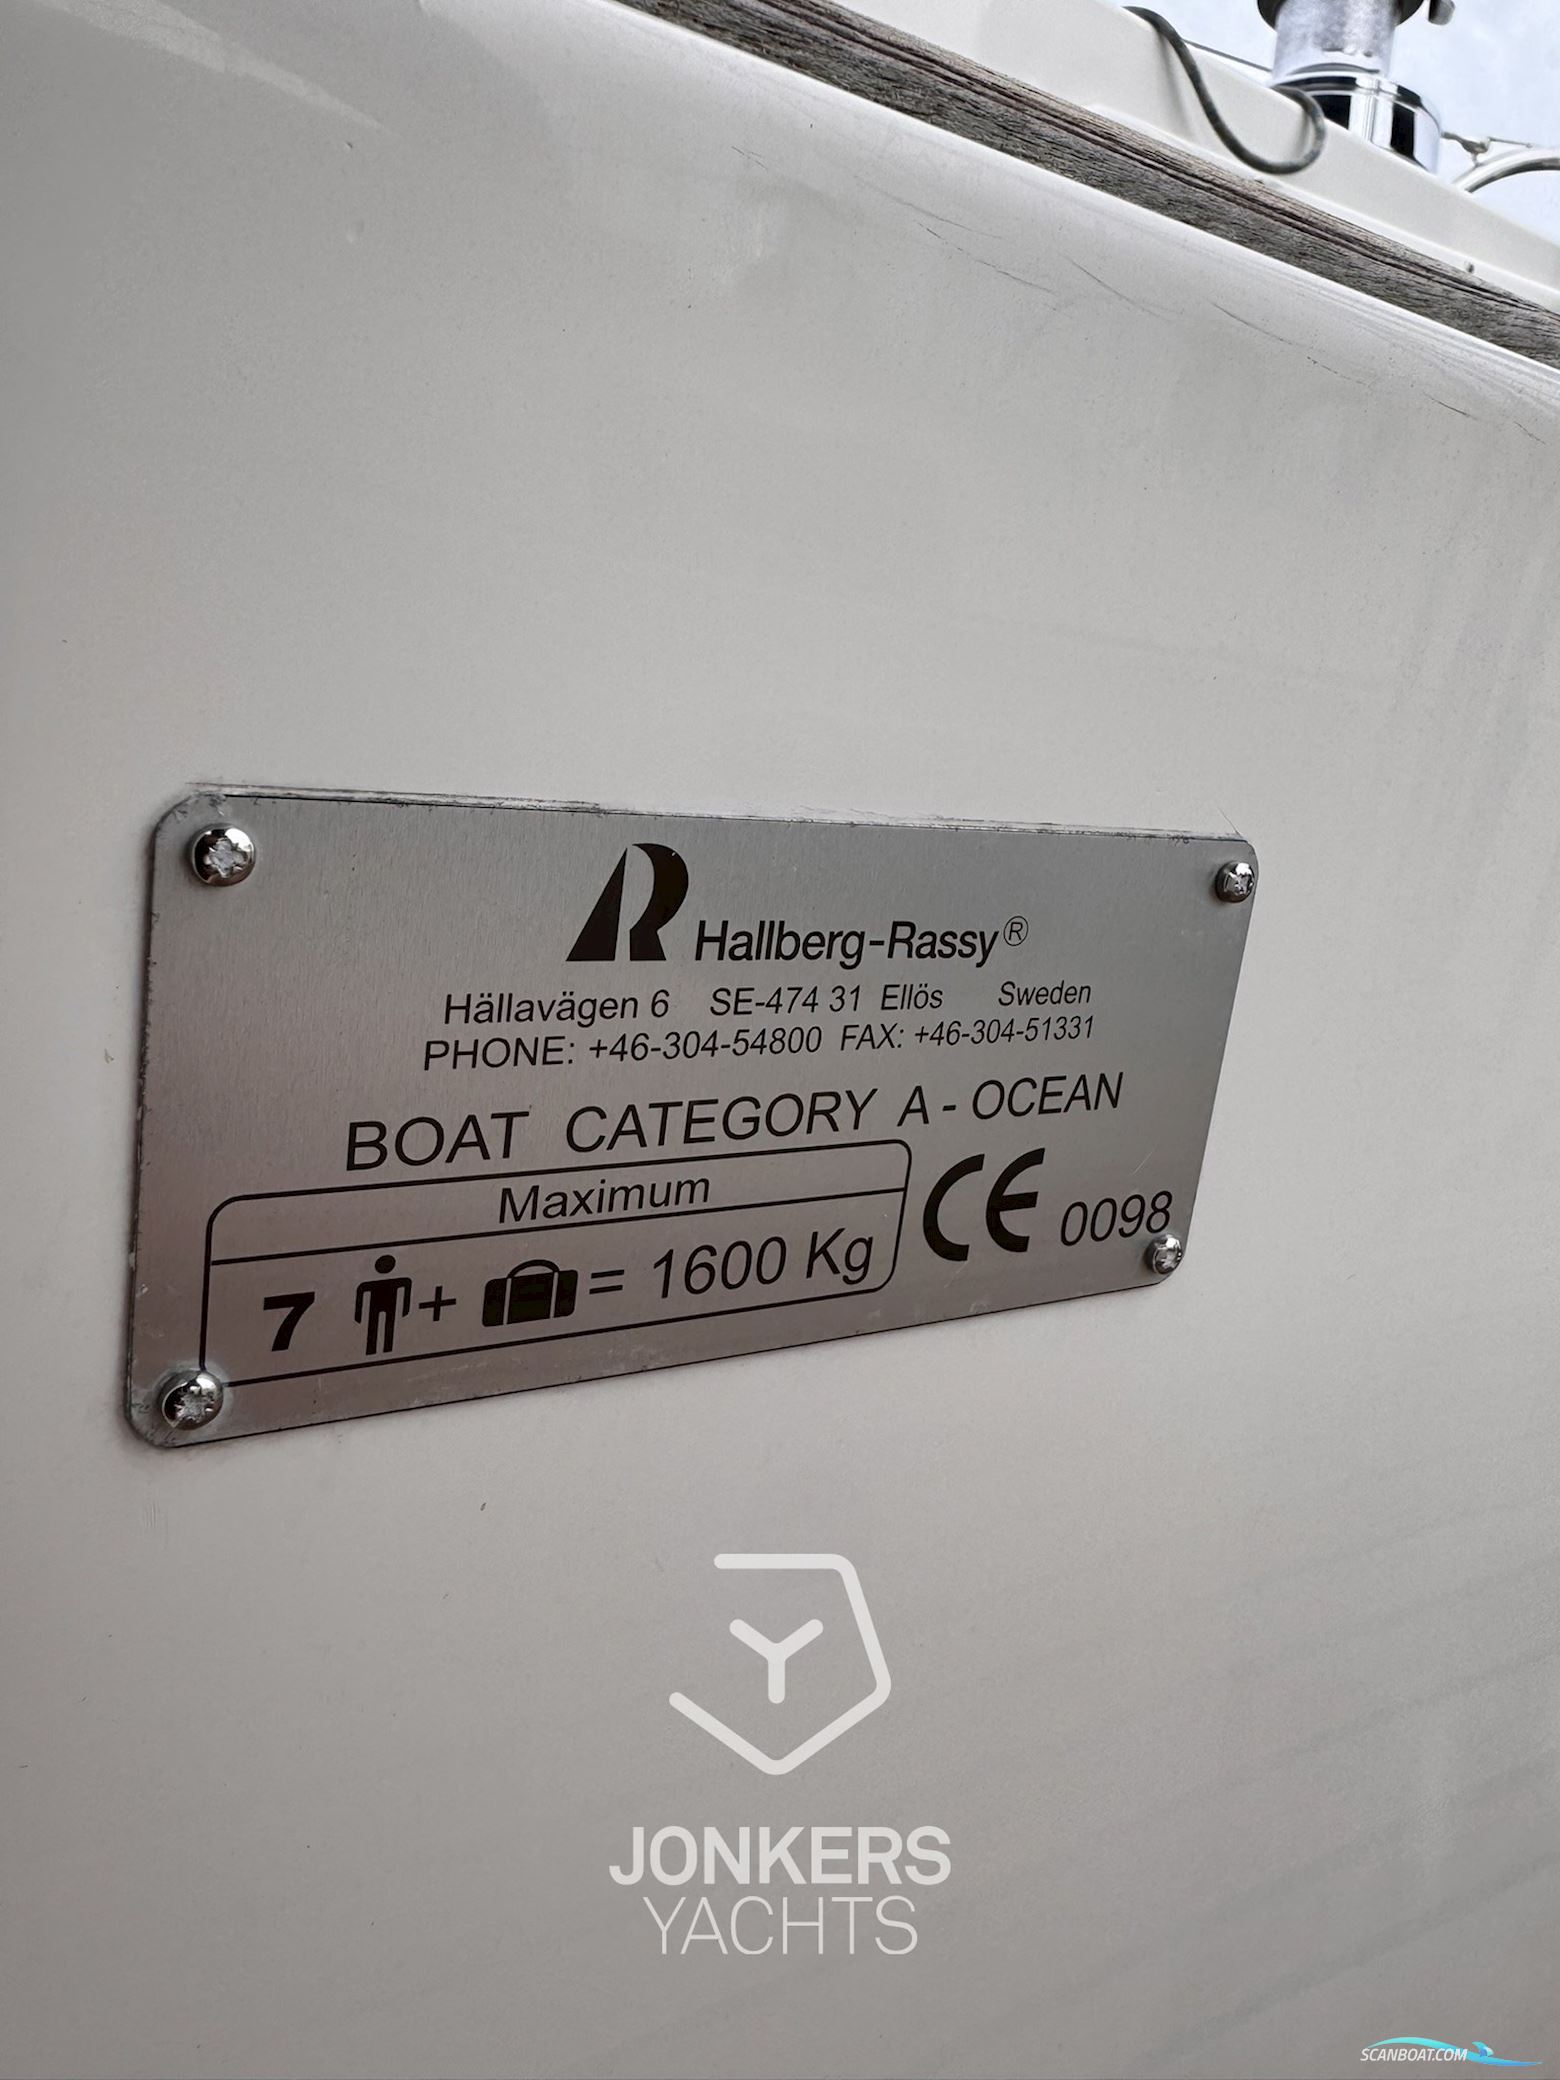 Hallberg-Rassy®
Hällavägen 6 SE-474 31 Ellös Sweden
PHONE: +46-304-54800 FAX: +46-304-51331
BOAT CATEGORY A - OCEAN
Maximum
7 + = 1600 Kg
CE 0098
JONKERS
YACHTS
SCANBOAT.COM